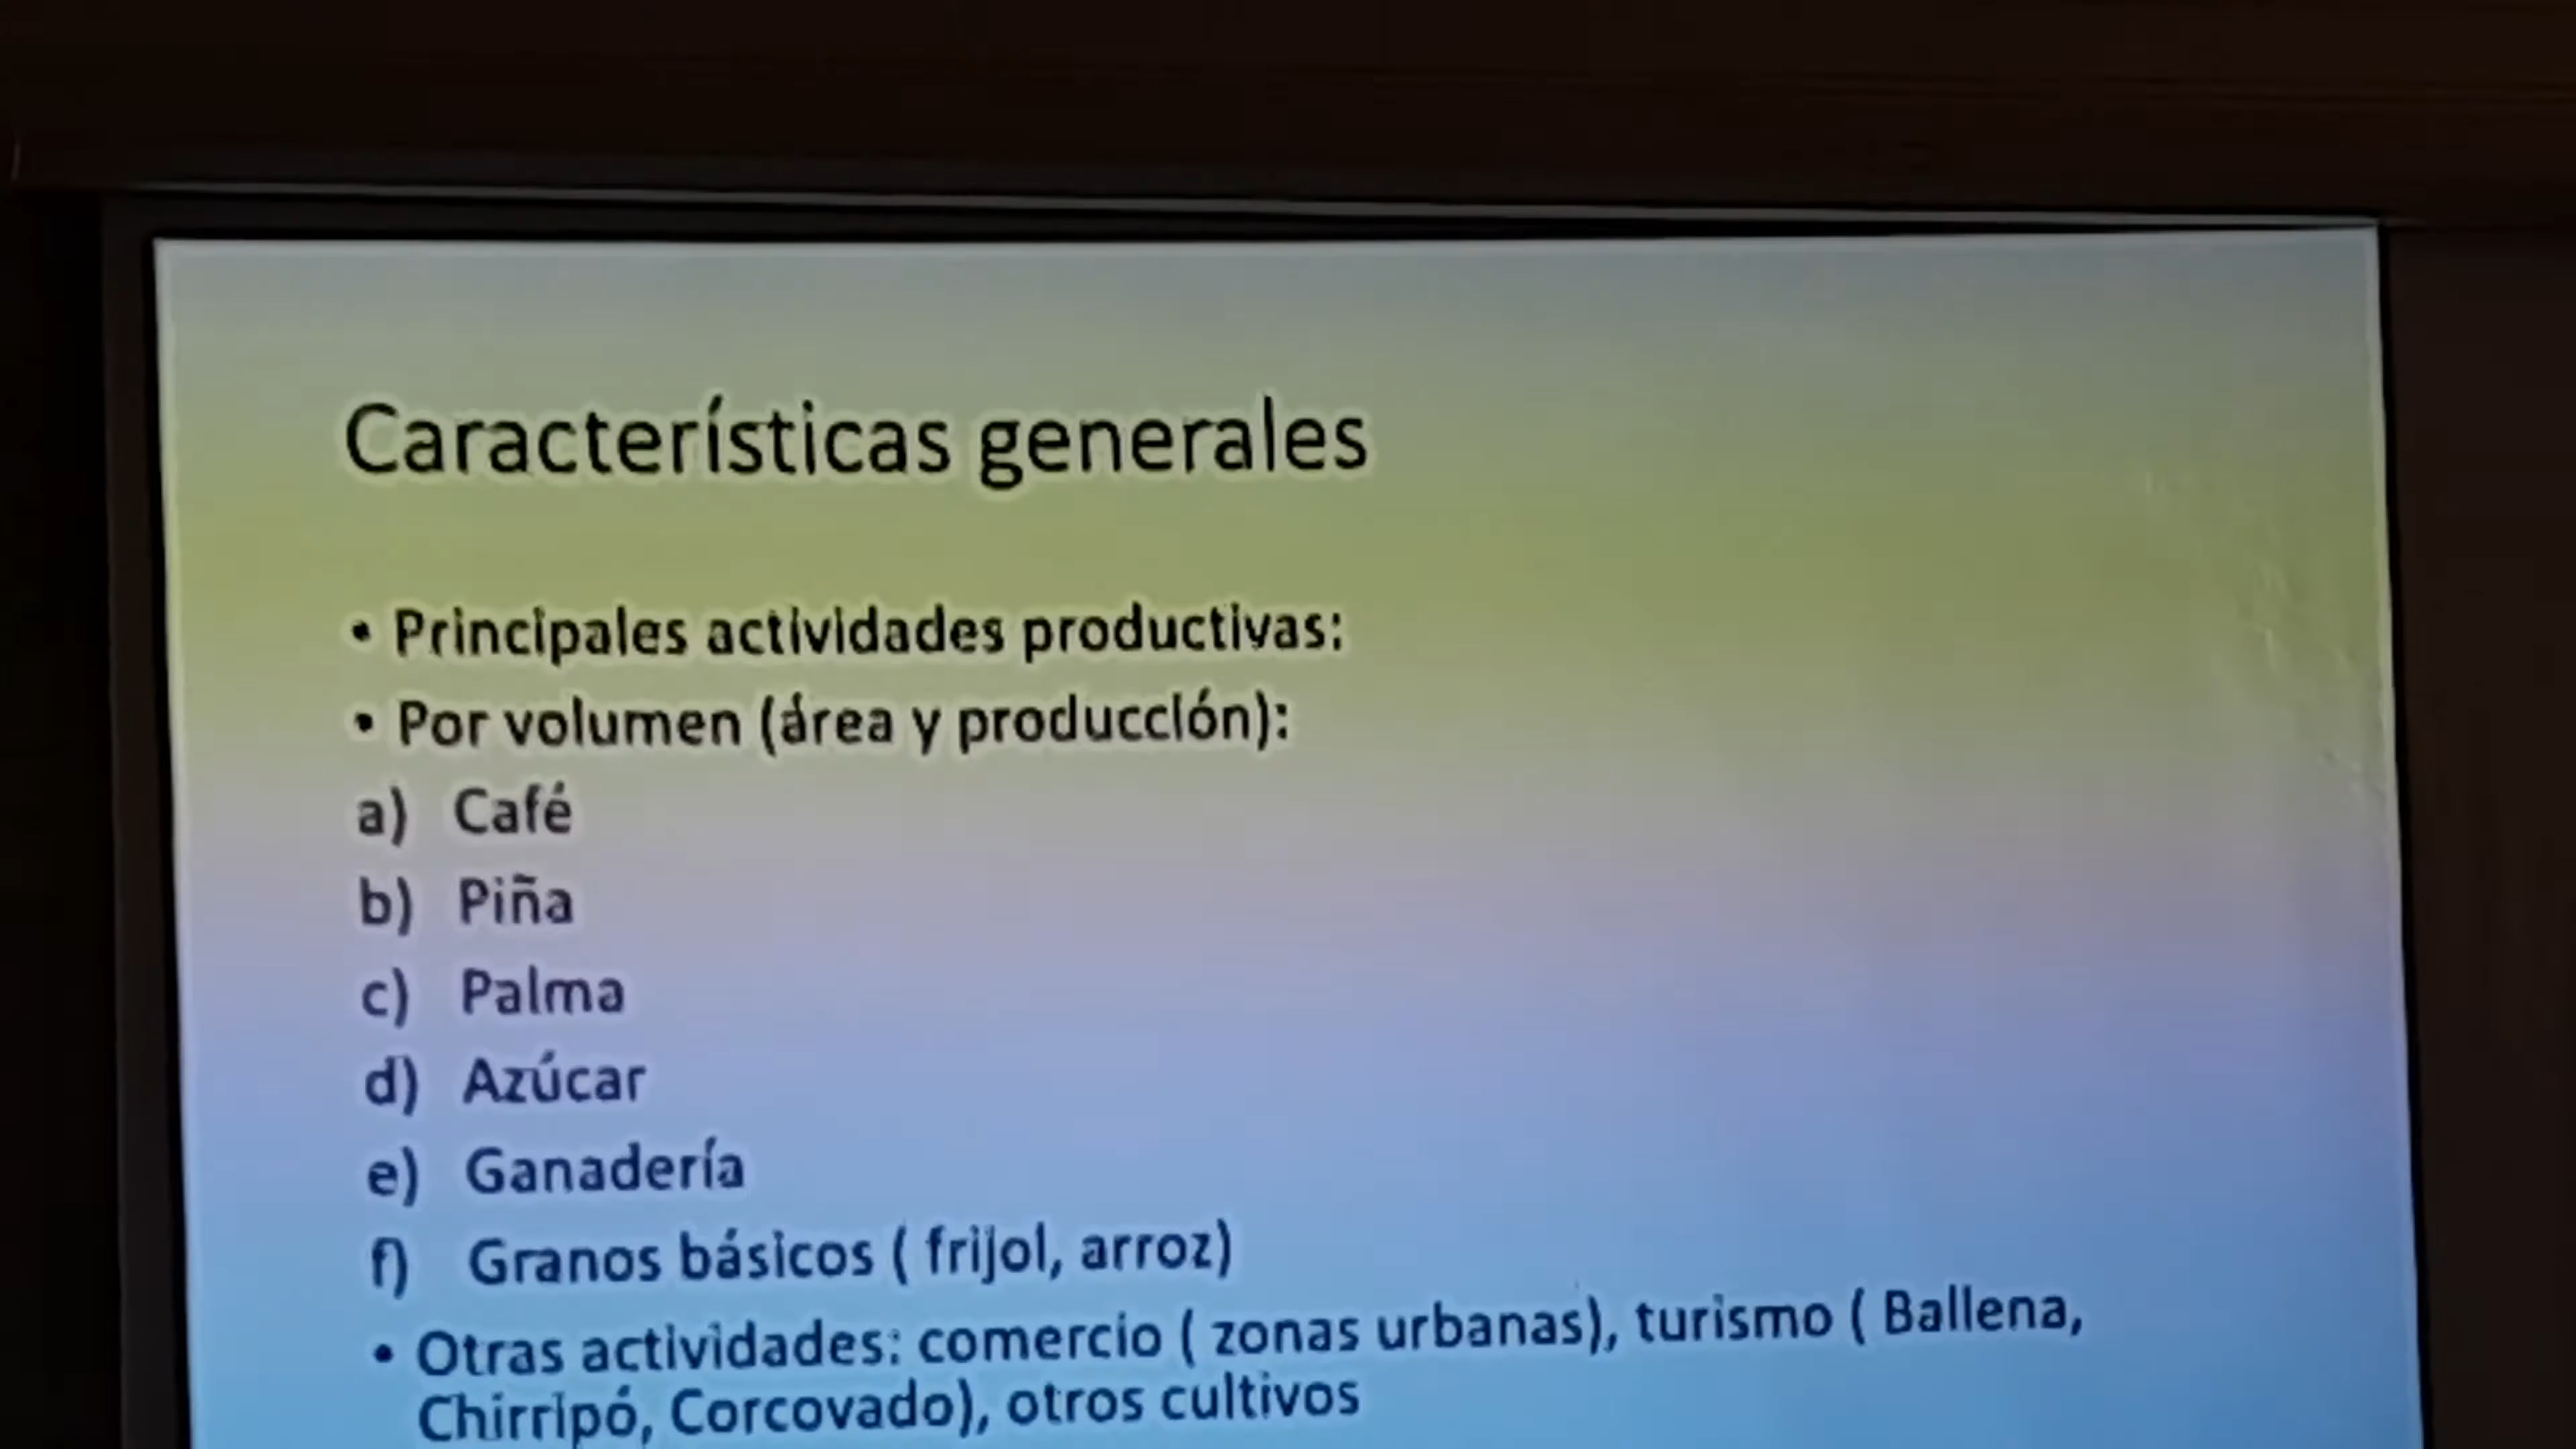 Características generales
• Principales actividades productivas:
• Por volumen (área y producción):
a) Café
b) Piña
c) Palma
d) Azúcar
e) Ganadería
f) Granos básicos ( frijol, arroz)
• Otras actividades: comercio ( zonas urbanas), turismo ( Ballena,
Chirripó, Corcovado), otros cultivos